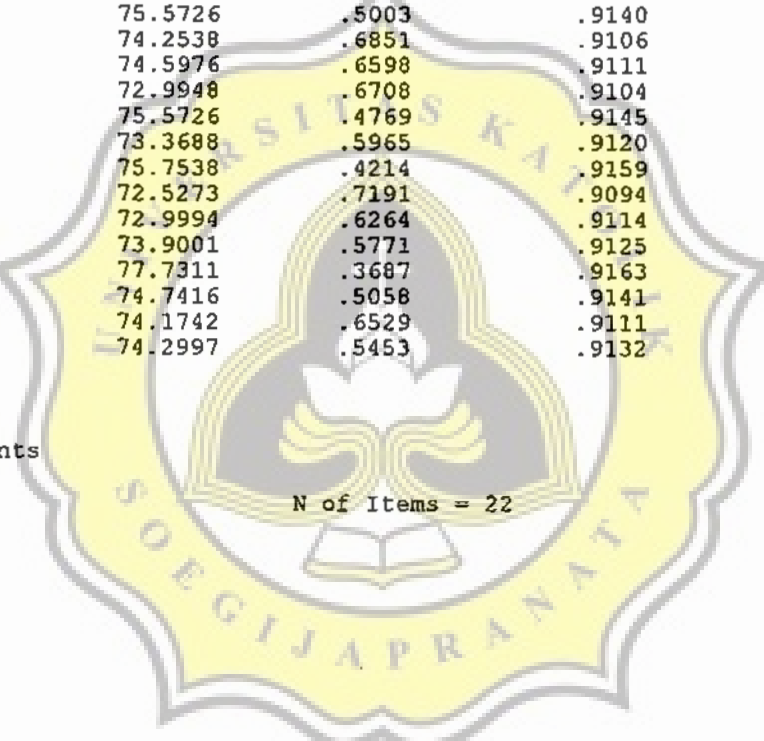 75.5726 .5003 .9140
74.2538 .6851 .9106
74.5976 .6598 .9111
72.9948 .6708 .9104
75.5726 .4769 .9145
73.3688 .5965 .9120
75.7538 .4214 .9159
72.5273 .7191 .9094
72.9994 .6264 .9114
73.9001 .5771 .9125
77.7311 .3687 .9163
74.7416 .5058 .9141
74.1742 .6529 .9111
74.2997 .5453 .9132
nts
N of Items = 22
UNIVERSITAS KATOLIK
SOEGIJAPRANATA